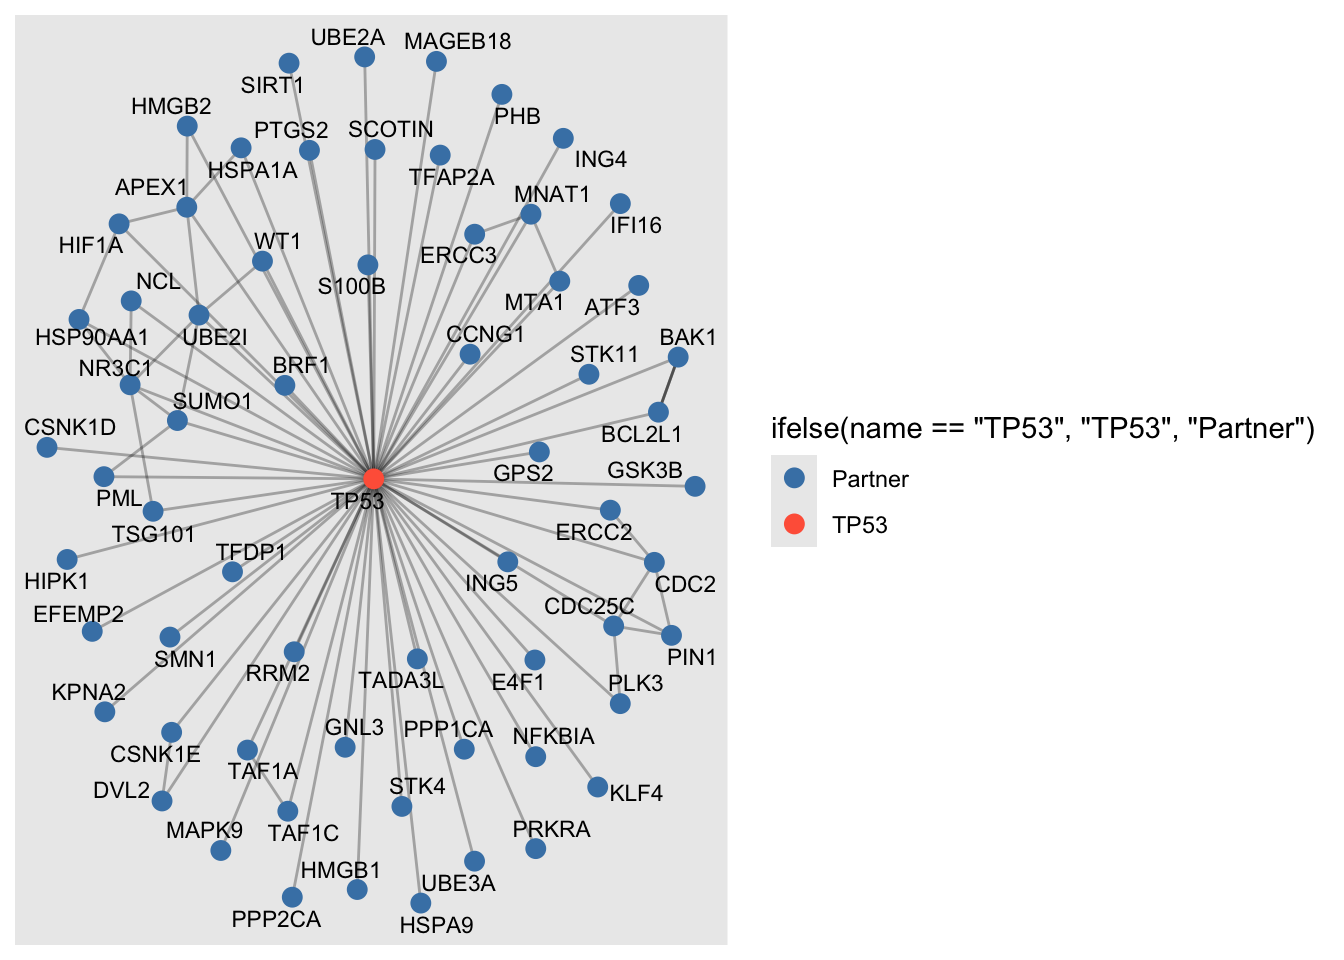 UBE2A
MAGEB18
SIRT1
HMGB2
PHB
PTGS2
SCOTIN
ING4
HSPA1A
TFAP2A
APEX1
MNAT1
IFI16
HIF1A
WT1
ERCC3
NCL
S100B
MTA1
ATF3
HSP90AA1
UBE2I
CCNG1
BAK1
NR3C1
BRF1
STK11
SUMO1
CSNK1D
BCL2L1
GPS2
GSK3B
PML
TP53
TSG101
ERCC2
TFDP1
HIPK1
ING5
CDC2
EFEMP2
CDC25C
SMN1
PIN1
RRM2
TADA3L
E4F1
PLK3
KPNA2
GNL3
PPP1CA
NFKBIA
CSNK1E
TAF1A
DVL2
STK4
KLF4
MAPK9
TAF1C
PRKRA
HMGB1
UBE3A
PPP2CA
HSPA9
ifelse(name == "TP53", "TP53", "Partner")
Partner
TP53